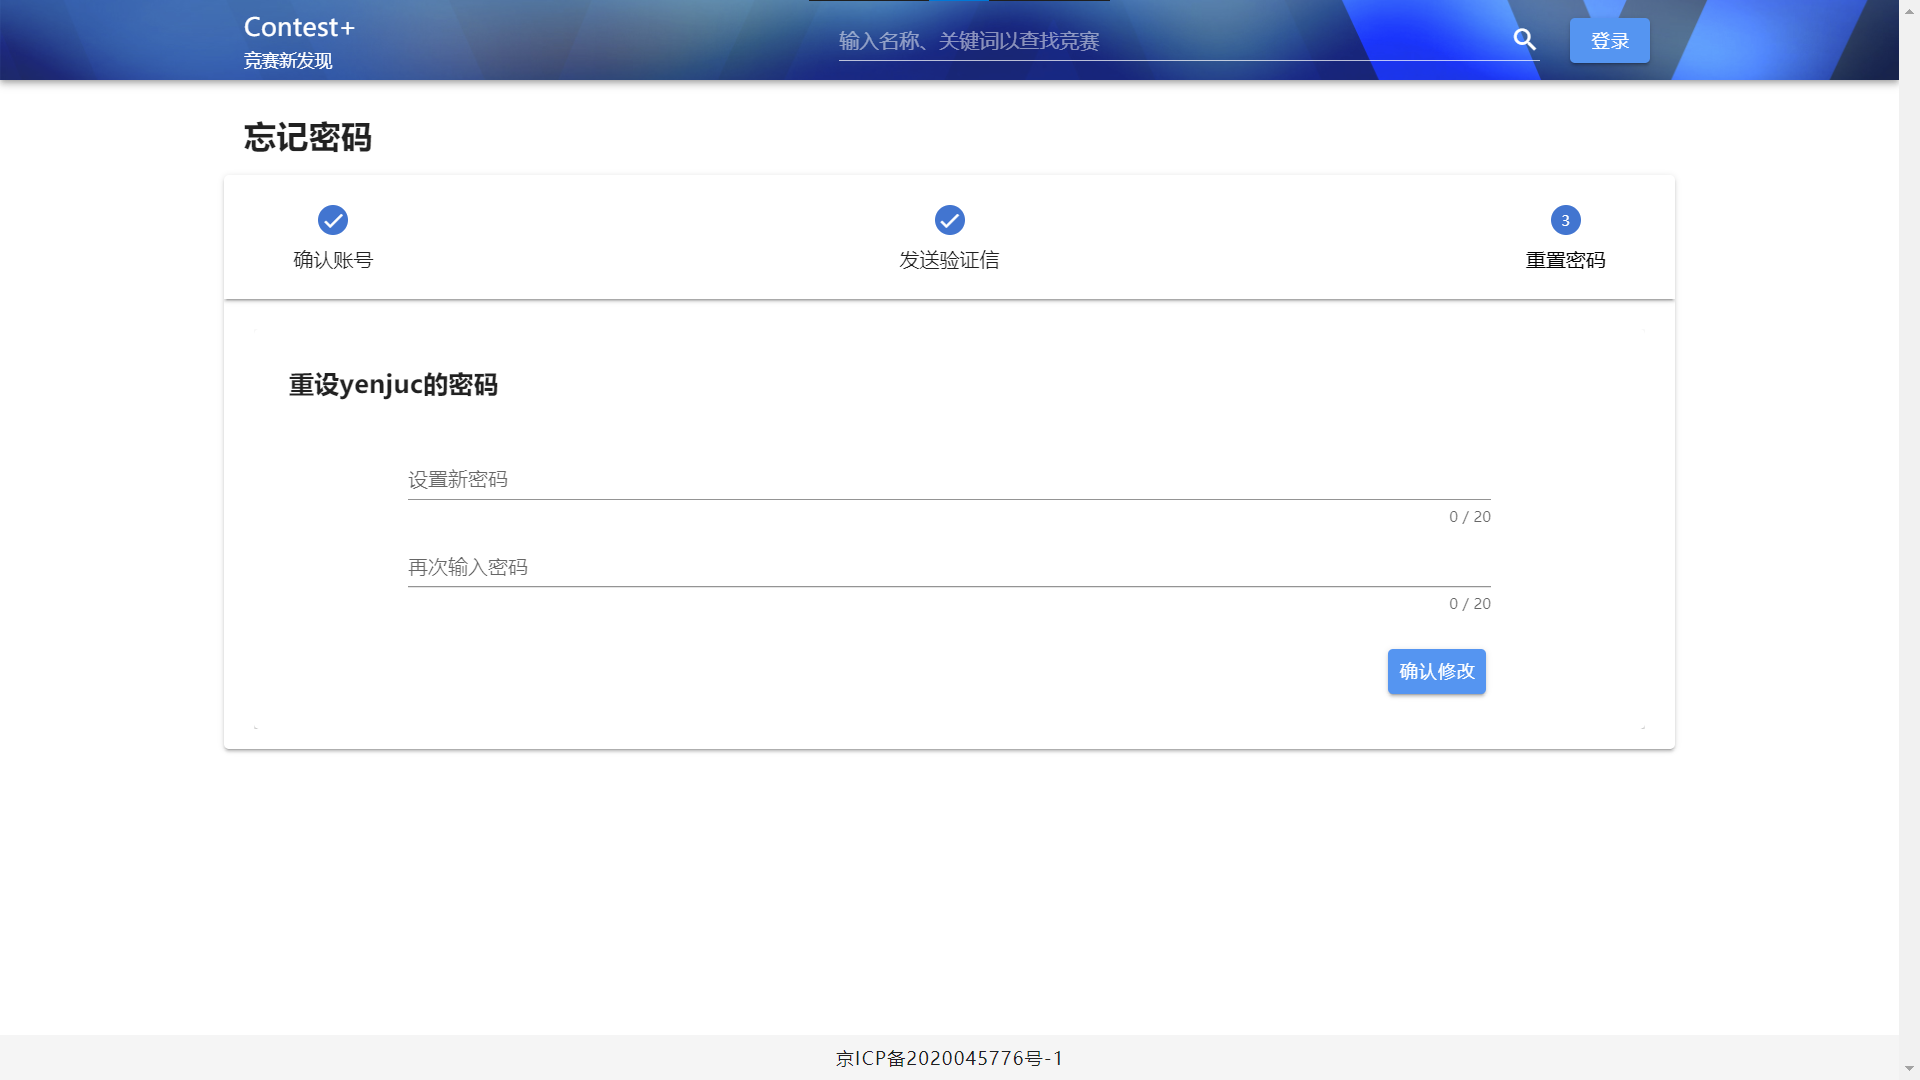 Contest+
竞赛新发现
输入名称、关键词以查找竞赛
登录
忘记密码
确认账号
发送验证信
3
重置密码
重设yenjuc的密码
设置新密码
0 / 20
再次输入密码
0 / 20
确认修改
京ICP备2020045776号-1